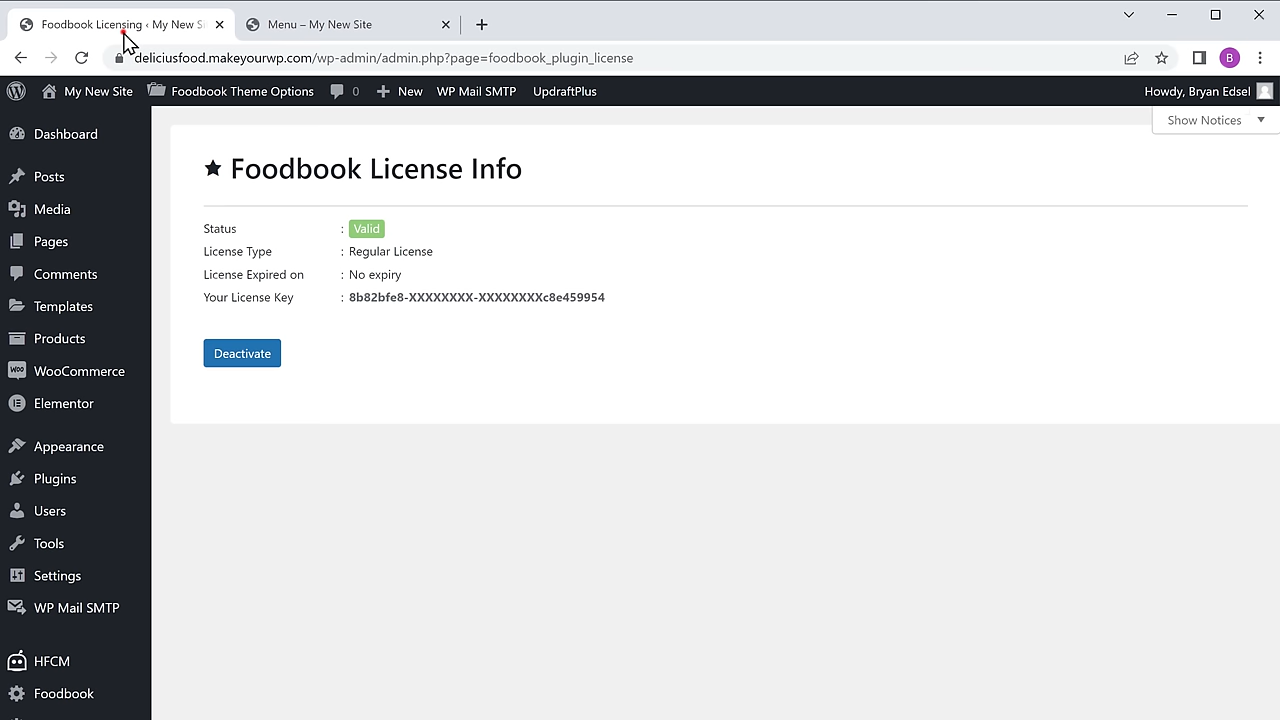 Foodbook Licensing ‹ My New S
Menu – My New Site
deliciusfood.makeyourwp.com/wp-admin/admin.php?page=foodbook_plugin_license
B
My New Site
Foodbook Theme Options
0
New
WP Mail SMTP
UpdraftPlus
Howdy, Bryan Edsel
Show Notices
Dashboard
Posts
Media
Pages
Comments
Templates
Products
WooCommerce
Elementor
Appearance
Plugins
Users
Tools
Settings
WP Mail SMTP
HFCM
Foodbook
Foodbook License Info
Status : Valid
License Type : Regular License
License Expired on : No expiry
Your License Key : 8b82bfe8-XXXXXXXX-XXXXXXXXc8e459954
Deactivate